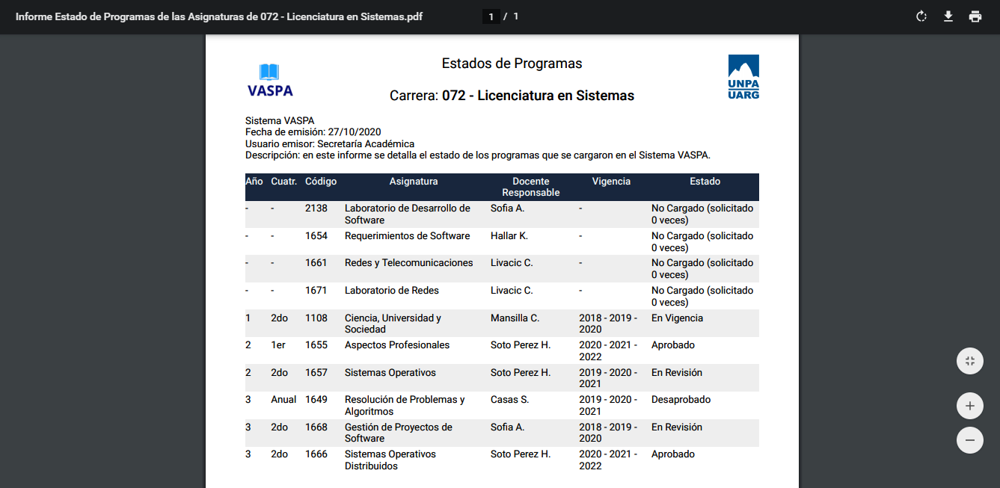 Informe Estado de Programas de las Asignaturas de 072 - Licenciatura en Sistemas.pdf 1 / 1
VASPA
Estados de Programas
Carrera: 072 - Licenciatura en Sistemas
UNPA
UARG
Sistema VASPA
Fecha de emisión: 27/10/2020
Usuario emisor: Secretaría Académica
Descripción: en este informe se detalla el estado de los programas que se cargaron en el Sistema VASPA.
Año Cuatr. Código Asignatura Docente Vigencia Estado
Responsable
- - 2138 Laboratorio de Desarrollo de Sofia A. - No Cargado (solicitado
Software 0 veces)
- - 1654 Requerimientos de Software Hallar K. - No Cargado (solicitado
0 veces)
- - 1661 Redes y Telecomunicaciones Livacic C. - No Cargado (solicitado
0 veces)
- - 1671 Laboratorio de Redes Livacic C. - No Cargado (solicitado
0 veces)
1 2do 1108 Ciencia, Universidad y Mansilla C. 2018 - 2019 - En Vigencia
Sociedad 2020
2 1er 1655 Aspectos Profesionales Soto Perez H. 2020 - 2021 - Aprobado
2022
2 2do 1657 Sistemas Operativos Soto Perez H. 2019 - 2020 - En Revisión
2021
3 Anual 1649 Resolución de Problemas y Casas S. 2019 - 2020 - Desaprobado
Algoritmos 2021
3 2do 1668 Gestión de Proyectos de Sofia A. 2018 - 2019 - En Revisión
Software 2020
3 2do 1666 Sistemas Operativos Soto Perez H. 2020 - 2021 - Aprobado
Distribuidos 2022